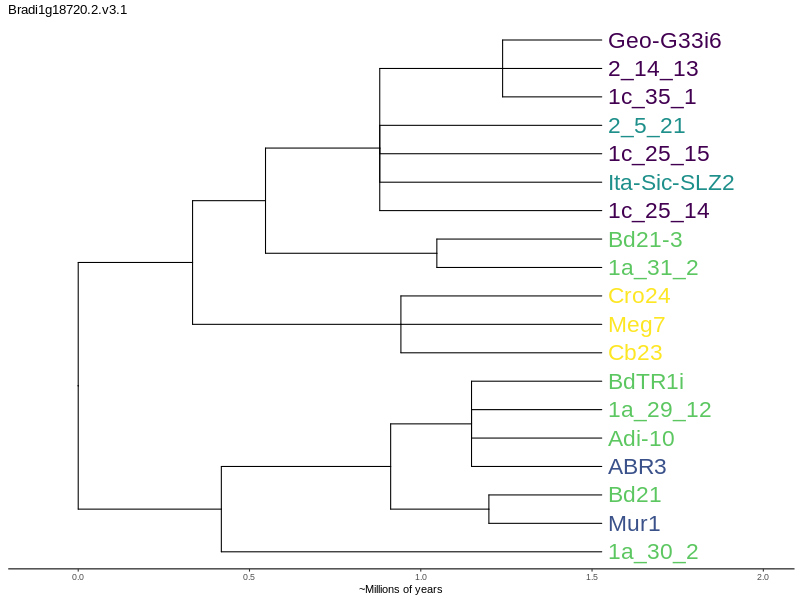 Bradi1g18720.2.v3.1
Geo-G33i6
2_14_13
1c_35_1
2_5_21
1c_25_15
Ita-Sic-SLZ2
1c_25_14
Bd21-3
1a_31_2
Cro24
Meg7
Cb23
BdTR1i
1a_29_12
Adi-10
ABR3
Bd21
Mur1
1a_30_2
0.0 0.5 1.0 1.5 2.0
~Millions of years